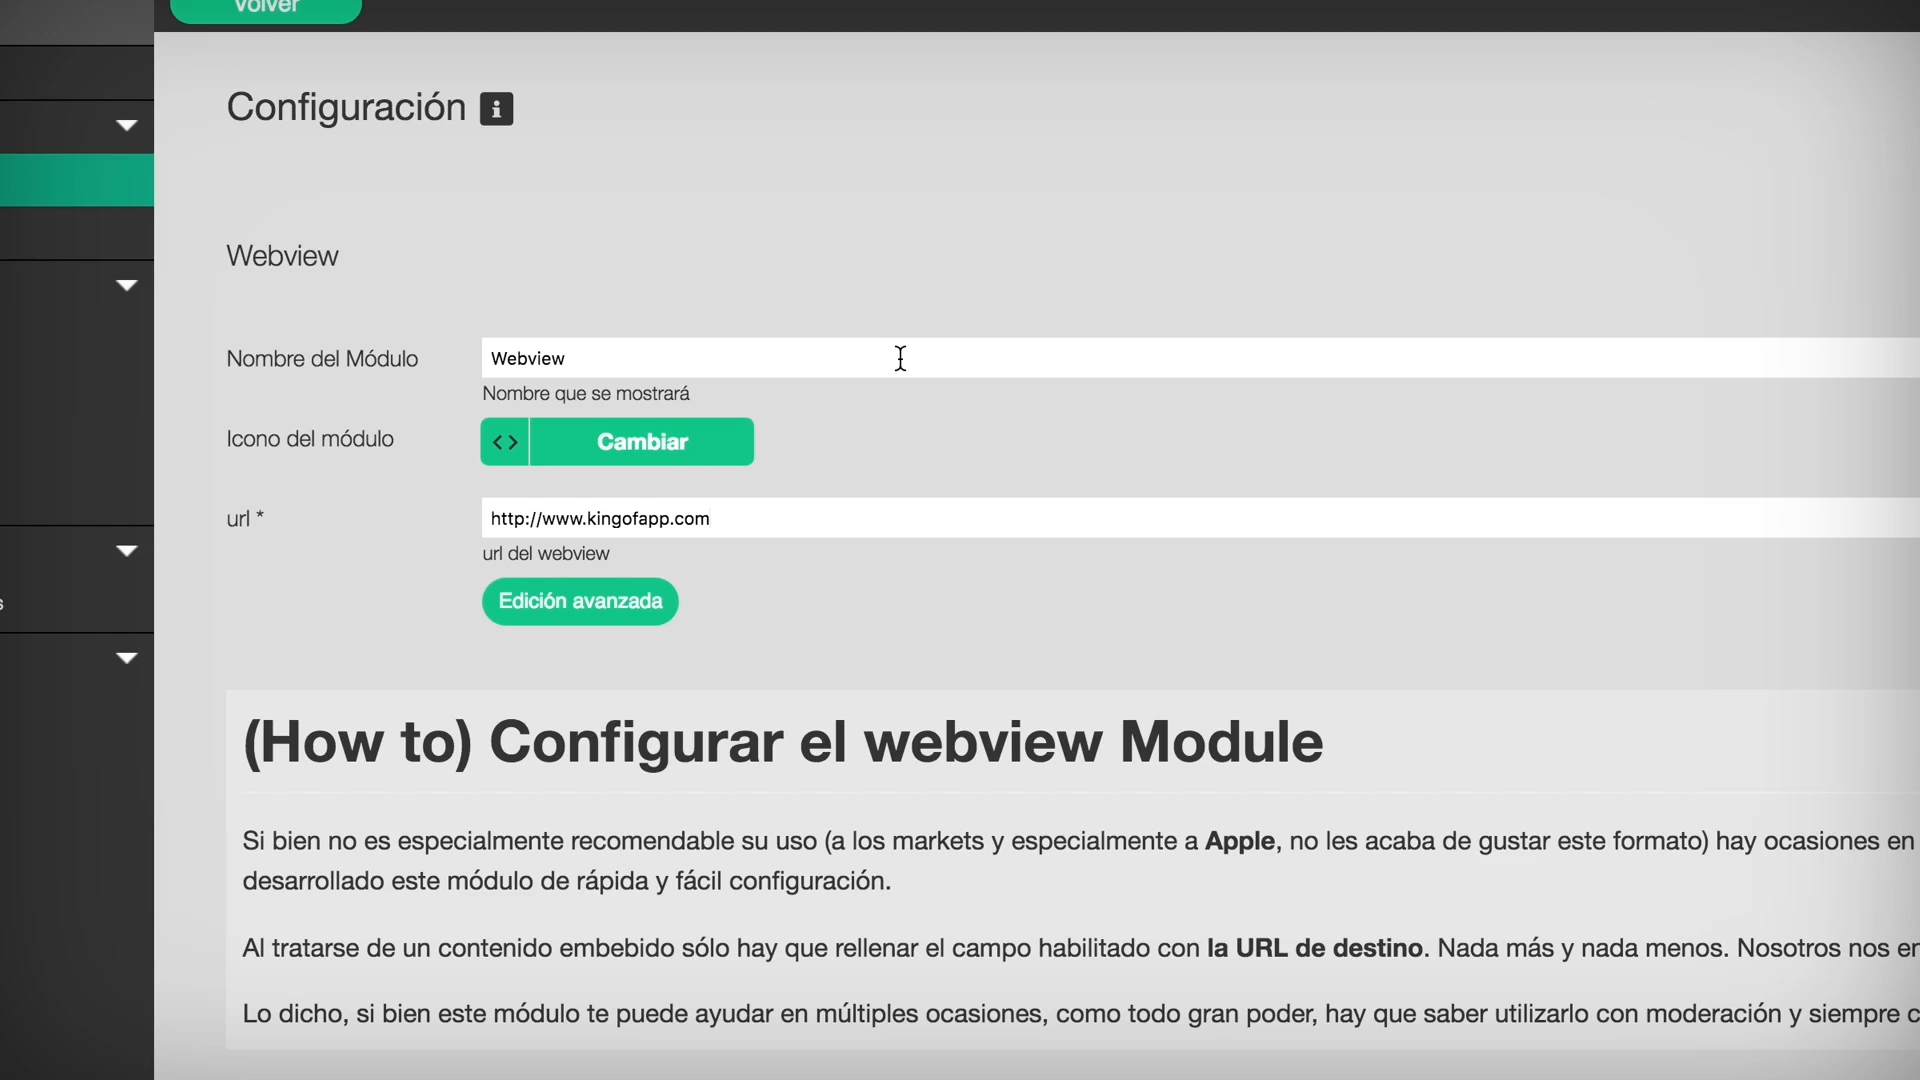 Volver
Configuración
Webview
Nombre del Módulo
Webview
Nombre que se mostrará
Icono del módulo
<> Cambiar
url *
http://www.kingofapp.com
url del webview
Edición avanzada
(How to) Configurar el webview Module
Si bien no es especialmente recomendable su uso (a los markets y especialmente a Apple, no les acaba de gustar este formato) hay ocasiones en
desarrollado este módulo de rápida y fácil configuración.
Al tratarse de un contenido embebido sólo hay que rellenar el campo habilitado con la URL de destino. Nada más y nada menos. Nosotros nos
Lo dicho, si bien este módulo te puede ayudar en múltiples ocasiones, como todo gran poder, hay que saber utilizarlo con moderación y siempre